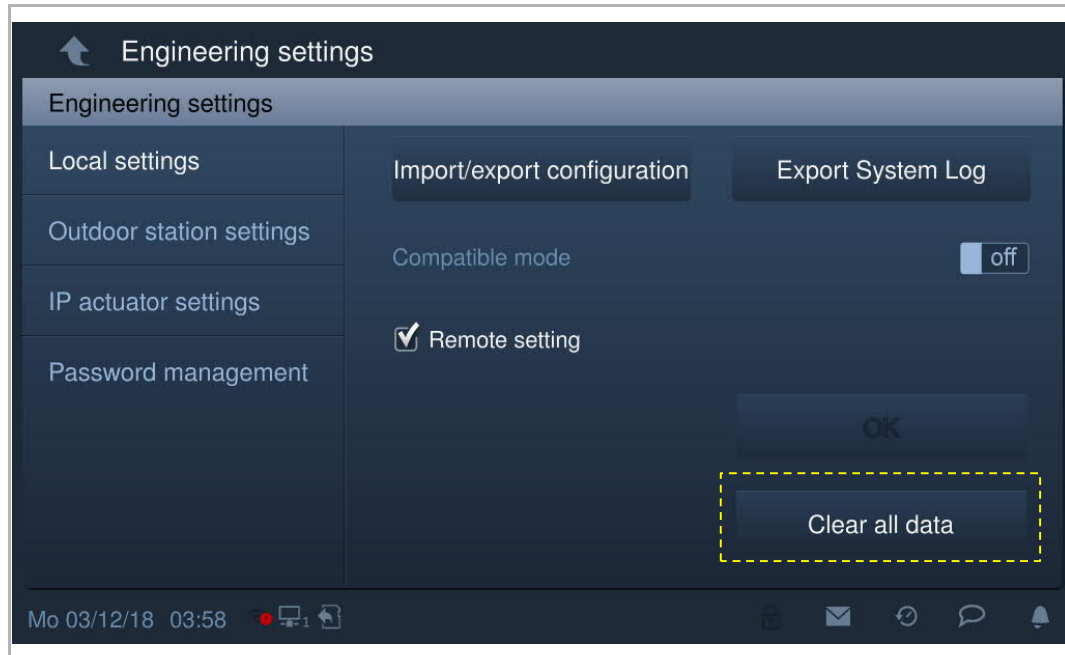 Engineering settings
Engineering settings
Local settings
Import/export configuration
Export System Log
Outdoor station settings
Compatible mode
off
IP actuator settings
Remote setting
Password management
OK
Clear all data
Mo 03/12/18 03:58
1